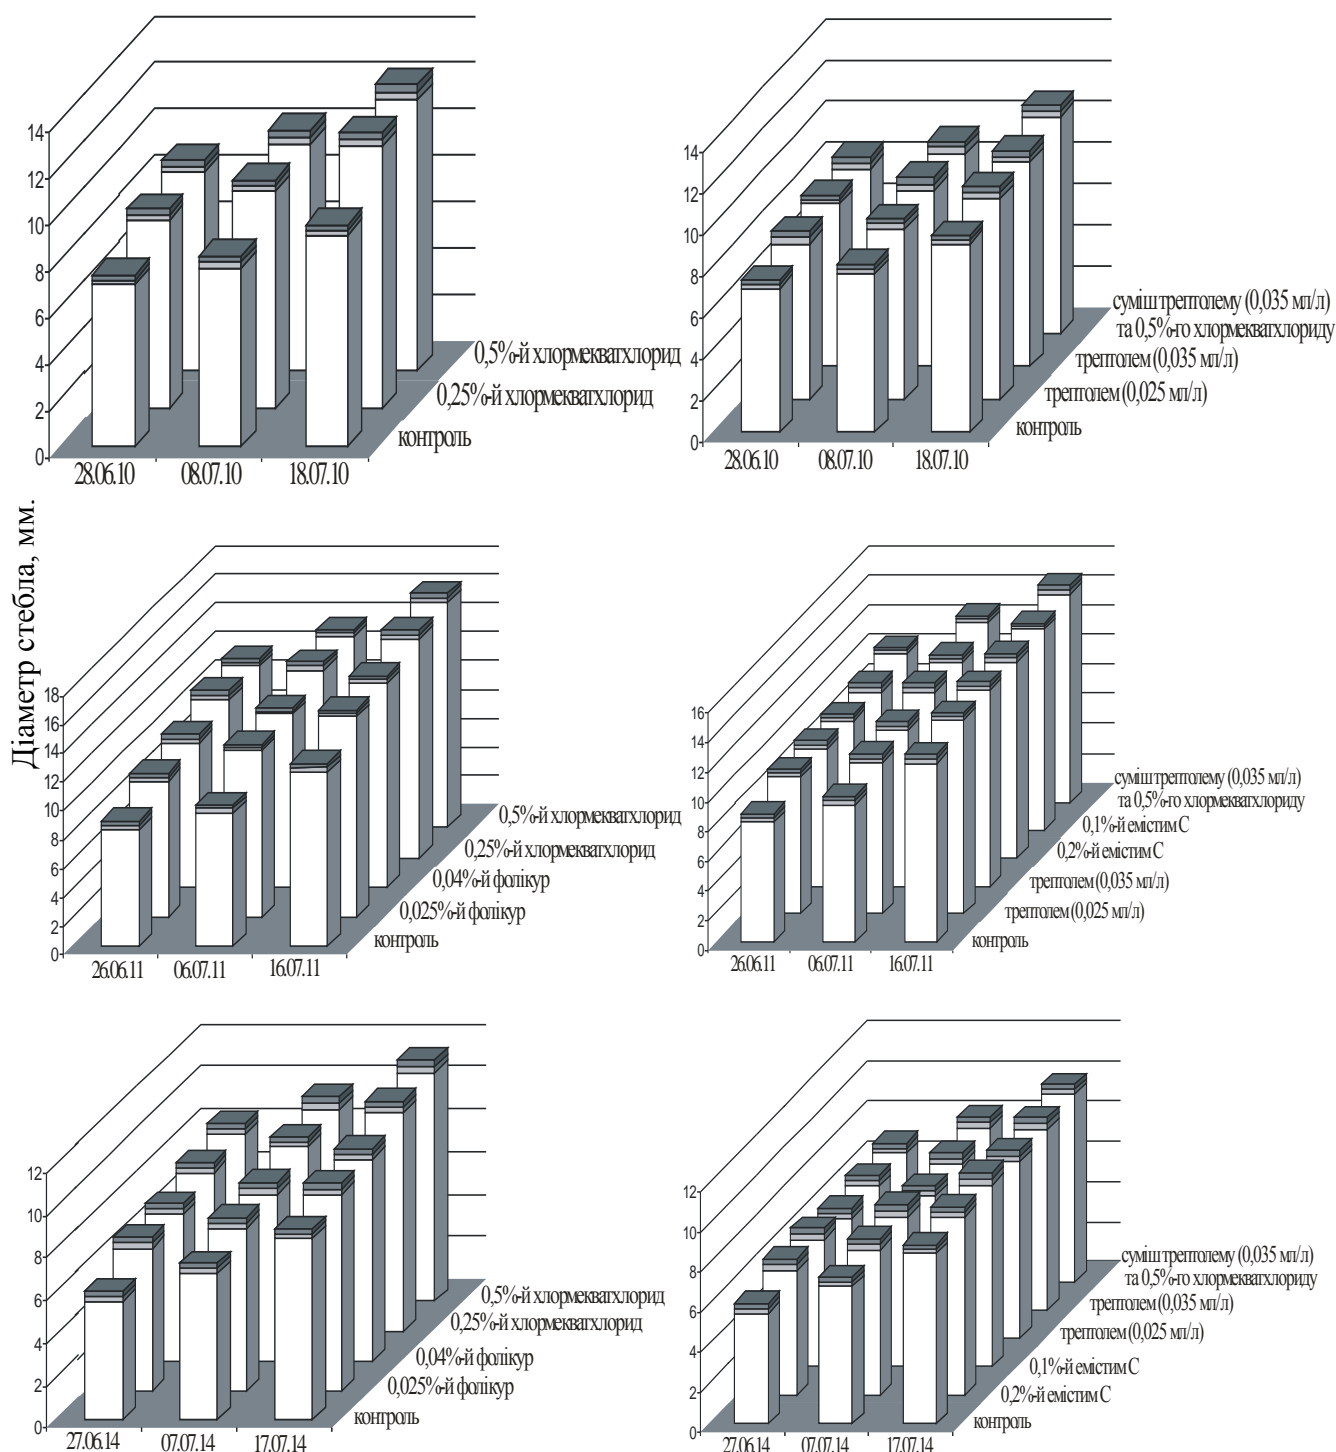 14
12
10
8
6
4
2
0
28.06.10
08.07.10
18.07.10
0,5%-й хлормекватхлорид
0,25%-й хлормекватхлорид
контроль
14
12
10
8
6
4
2
0
28.06.10
08.07.10
18.07.10
суміш трептолему (0,035 мл/л)
та 0,5%-го хлормекватхлориду
трептолем (0,035 мл/л)
трептолем (0,025 мл/л)
контроль
Діаметр стебла, мм.
18
16
14
12
10
8
6
4
2
0
26.06.11
06.07.11
16.07.11
0,5%-й хлормекватхлорид
0,25%-й хлормекватхлорид
0,04%-й фолікур
0,025%-й фолікур
контроль
16
14
12
10
8
6
4
2
0
26.06.11
06.07.11
16.07.11
суміш трептолему (0,035 мл/л)
та 0,5%-го хлормекватхлориду
0,1%-й емістим С
0,2%-й емістим С
трептолем (0,035 мл/л)
трептолем (0,025 мл/л)
контроль
12
10
8
6
4
2
0
27.06.14
07.07.14
17.07.14
0,5%-й хлормекватхлорид
0,25%-й хлормекватхлорид
0,04%-й фолікур
0,025%-й фолікур
контроль
12
10
8
6
4
2
0
27.06.14
07.07.14
17.07.14
суміш трептолему (0,035 мл/л)
та 0,5%-го хлормекватхлориду
трептолем (0,035 мл/л)
трептолем (0,025 мл/л)
0,1%-й емістим С
0,2%-й емістим С
контроль